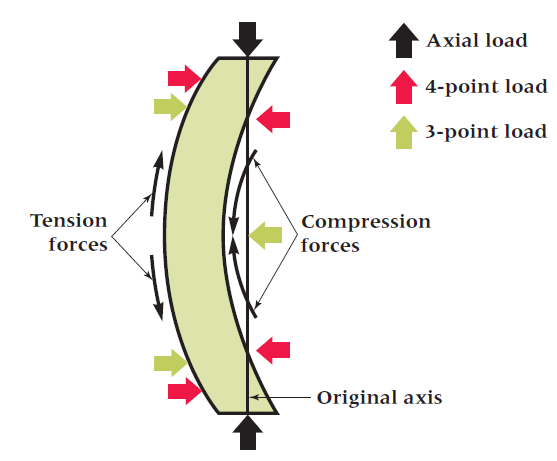 Axial load
4-point load
3-point load
Tension
forces
Compression
forces
Original axis